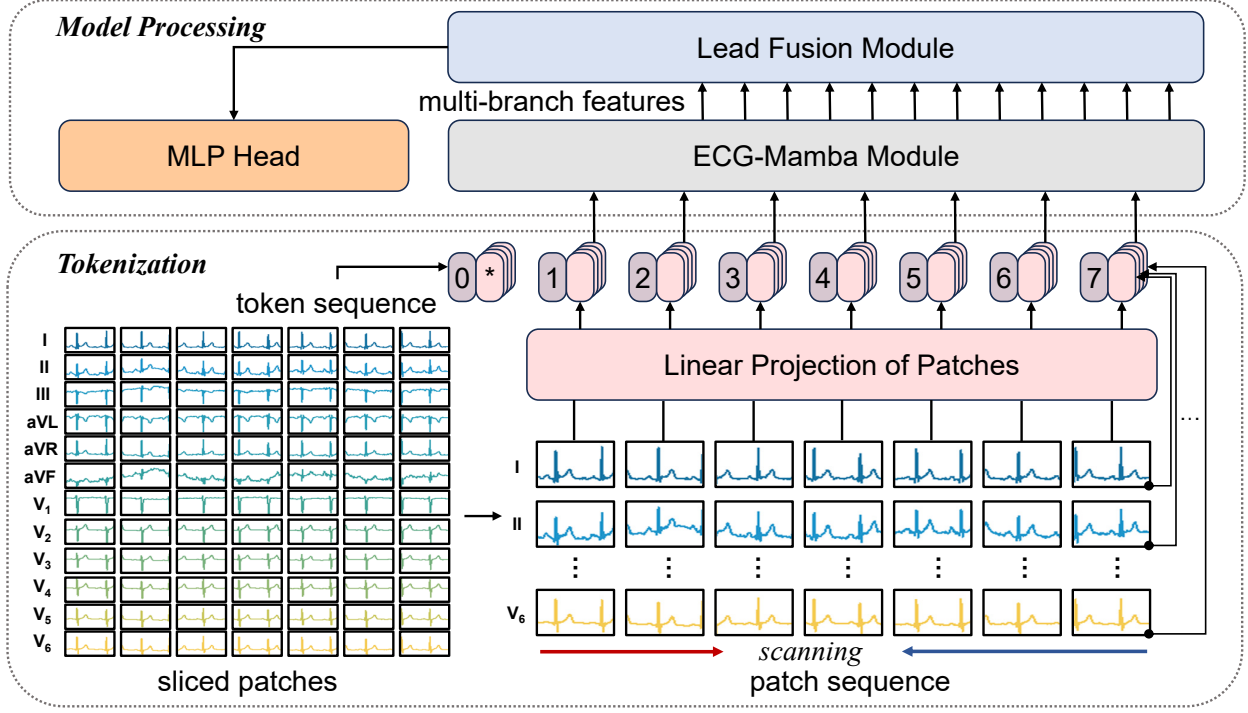 Model Processing
Lead Fusion Module
multi-branch features
MLP Head
ECG-Mamba Module
Tokenization
0 * 1 2 3 4 5 6 7
token sequence
Linear Projection of Patches
I
II
III
aVL
aVR
aVF
V1
V2
V3
V4
V5
V6
sliced patches
...
I
II
⋮ ⋮ ⋮ ⋮ ⋮ ⋮ ⋮
V6
scanning
patch sequence